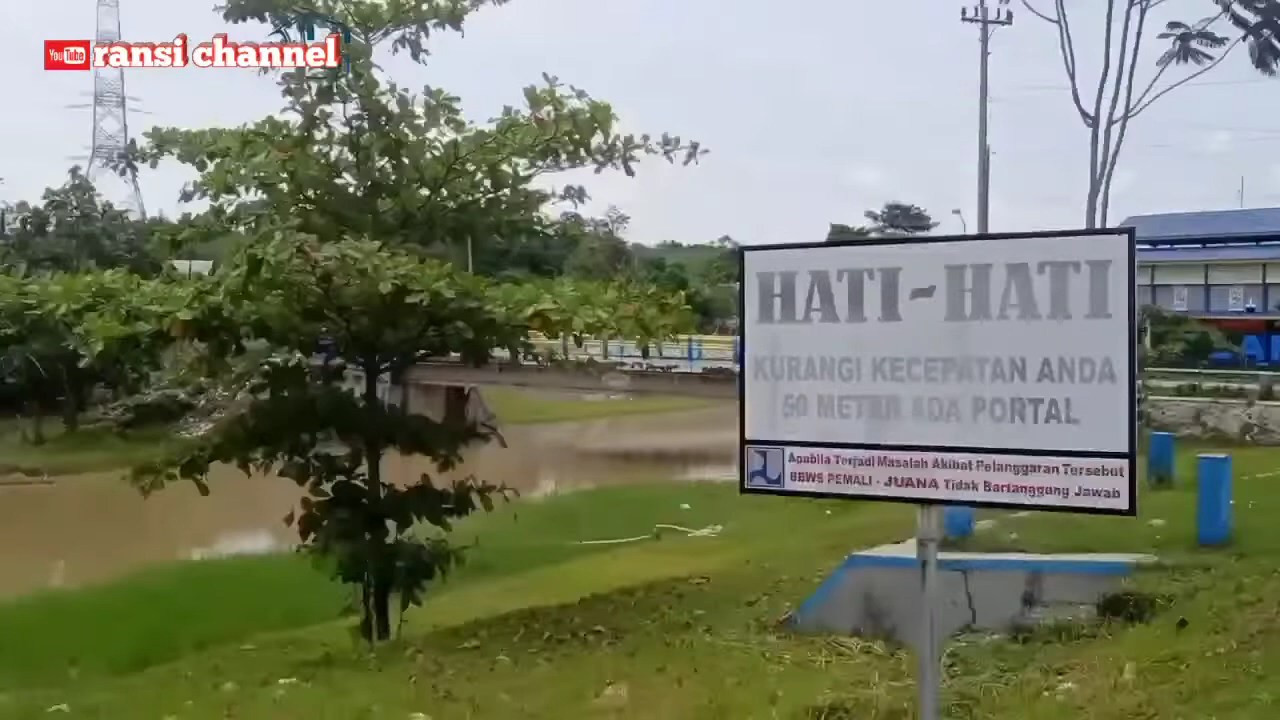 YouTube ransi channel
HATI-HATI
KURANGI KECEPATAN ANDA
50 METER ADA PORTAL
Apabila Terjadi Masalah Akibat Pelanggaran Tersebut
BBWS PEMALI - JUANA Tidak Bertanggung Jawab